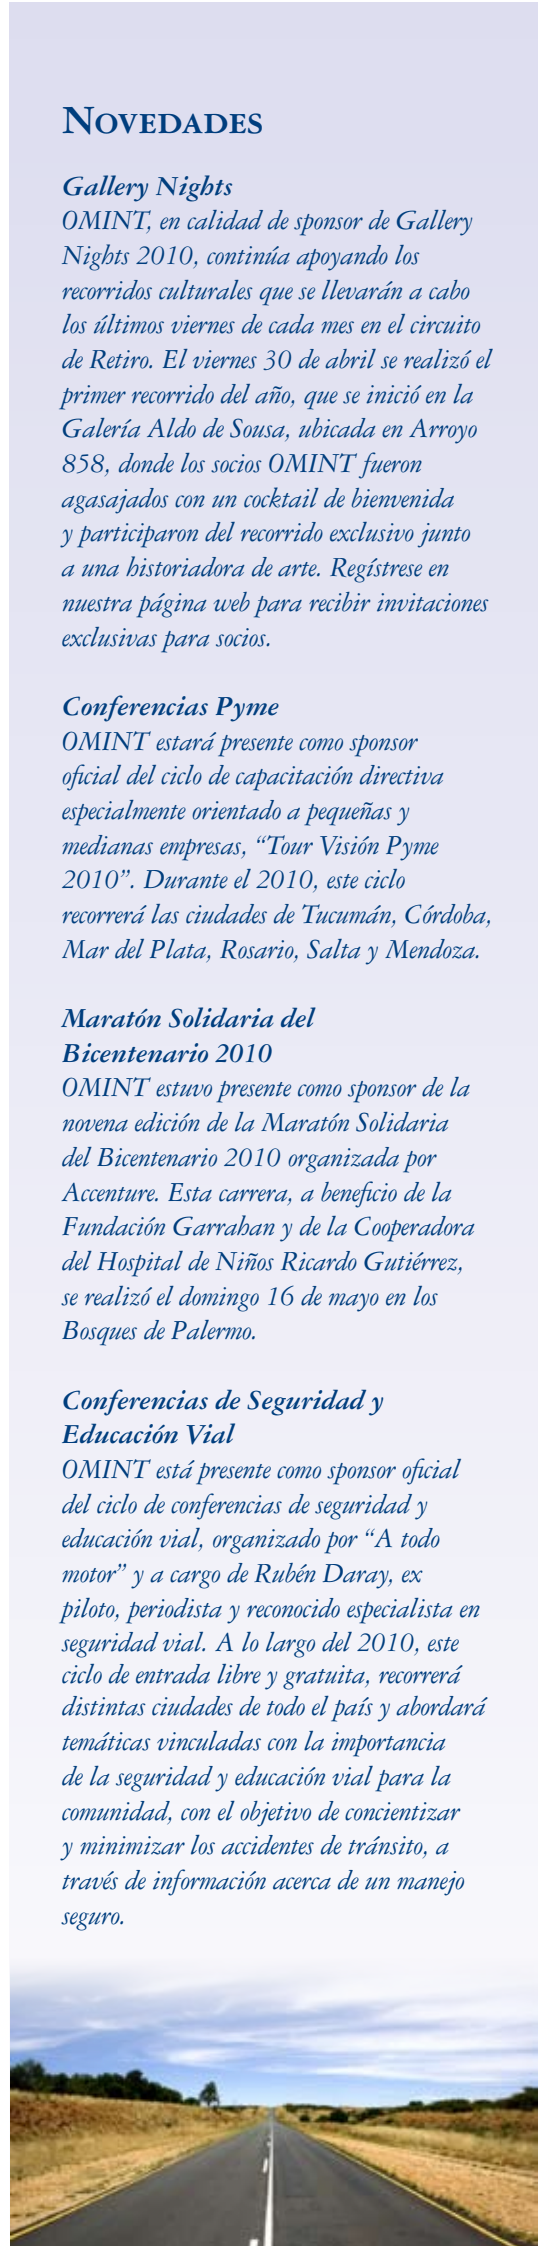 NOVEDADES
Gallery Nights
OMINT, en calidad de sponsor de Gallery
Nights 2010, continúa apoyando los
recorridos culturales que se llevarán a cabo
los últimos viernes de cada mes en el circuito
de Retiro. El viernes 30 de abril se realizó el
primer recorrido del año, que se inició en la
Galería Aldo de Sousa, ubicada en Arroyo
858, donde los socios OMINT fueron
agasajados con un cocktail de bienvenida
y participaron del recorrido exclusivo junto
a una historiadora de arte. Regístrese en
nuestra página web para recibir invitaciones
exclusivas para socios.
Conferencias Pyme
OMINT estará presente como sponsor
oficial del ciclo de capacitación directiva
especialmente orientado a pequeñas y
medianas empresas, “Tour Visión Pyme
2010”. Durante el 2010, este ciclo
recorrerá las ciudades de Tucumán, Córdoba,
Mar del Plata, Rosario, Salta y Mendoza.
Maratón Solidaria del
Bicentenario 2010
OMINT estuvo presente como sponsor de la
novena edición de la Maratón Solidaria
del Bicentenario 2010 organizada por
Accenture. Esta carrera, a beneficio de la
Fundación Garrahan y de la Cooperadora
del Hospital de Niños Ricardo Gutiérrez,
se realizó el domingo 16 de mayo en los
Bosques de Palermo.
Conferencias de Seguridad y
Educación Vial
OMINT está presente como sponsor oficial
del ciclo de conferencias de seguridad y
educación vial, organizado por “A todo
motor” y a cargo de Rubén Daray, ex
piloto, periodista y reconocido especialista en
seguridad vial. A lo largo del 2010, este
ciclo de entrada libre y gratuita, recorrerá
distintas ciudades de todo el país y abordará
temáticas vinculadas con la importancia
de la seguridad y educación vial para la
comunidad, con el objetivo de concientizar
y minimizar los accidentes de tránsito, a
través de información acerca de un manejo
seguro.